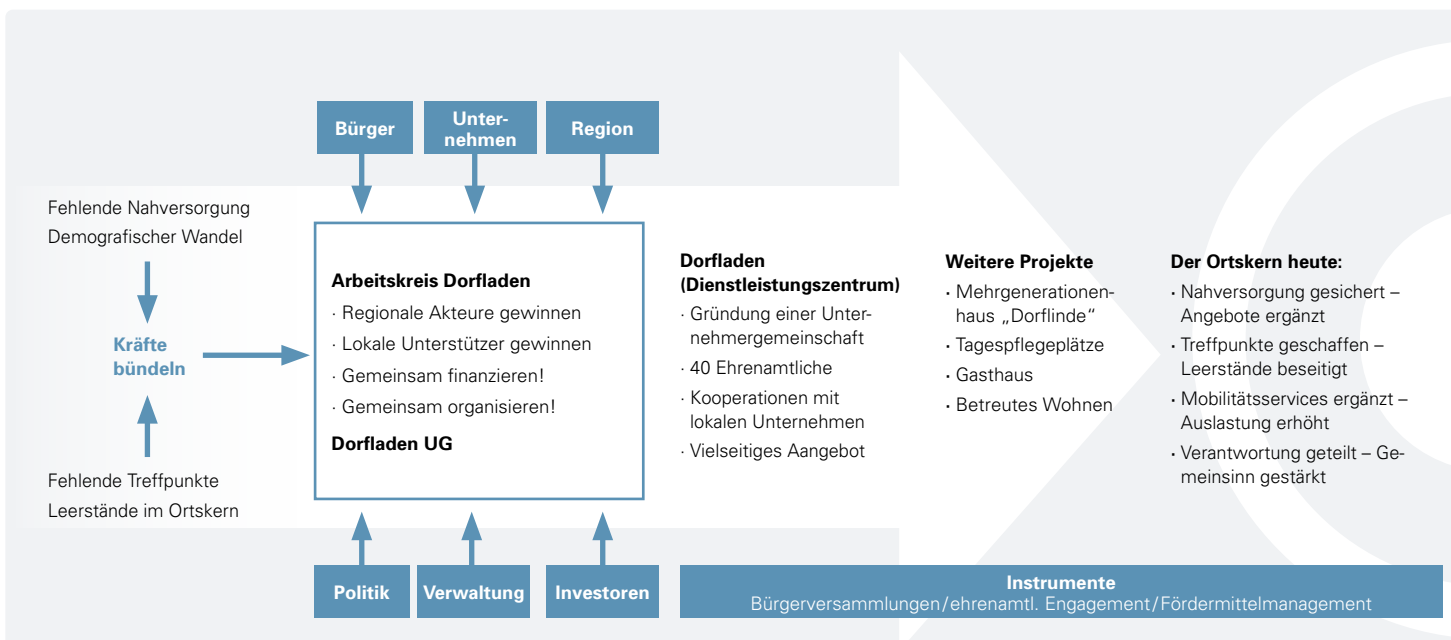 Bürger
Unter-
nehmen
Region
Fehlende Nahversorgung
Demografischer Wandel
Kräfte
bündeln
Fehlende Treffpunkte
Leerstände im Ortskern
Arbeitskreis Dorfladen
· Regionale Akteure gewinnen
· Lokale Unterstützer gewinnen
· Gemeinsam finanzieren!
· Gemeinsam organisieren!
Dorfladen UG
Politik
Verwaltung
Investoren
Dorfladen
(Dienstleistungszentrum)
· Gründung einer Unter-
nehmergemeinschaft
· 40 Ehrenamtliche
· Kooperationen mit
lokalen Unternehmen
· Vielseitiges Aangebot
Weitere Projekte
· Mehrgenerationen-
haus „Dorflinde“
· Tagespflegeplätze
· Gasthaus
· Betreutes Wohnen
Der Ortskern heute:
· Nahversorgung gesichert –
Angebote ergänzt
· Treffpunkte geschaffen –
Leerstände beseitigt
· Mobilitätsservices ergänzt –
Auslastung erhöht
· Verantwortung geteilt – Ge-
meinsinn gestärkt
Instrumente
Bürgerversammlungen/ehrenamtl. Engagement/Fördermittelmanagement